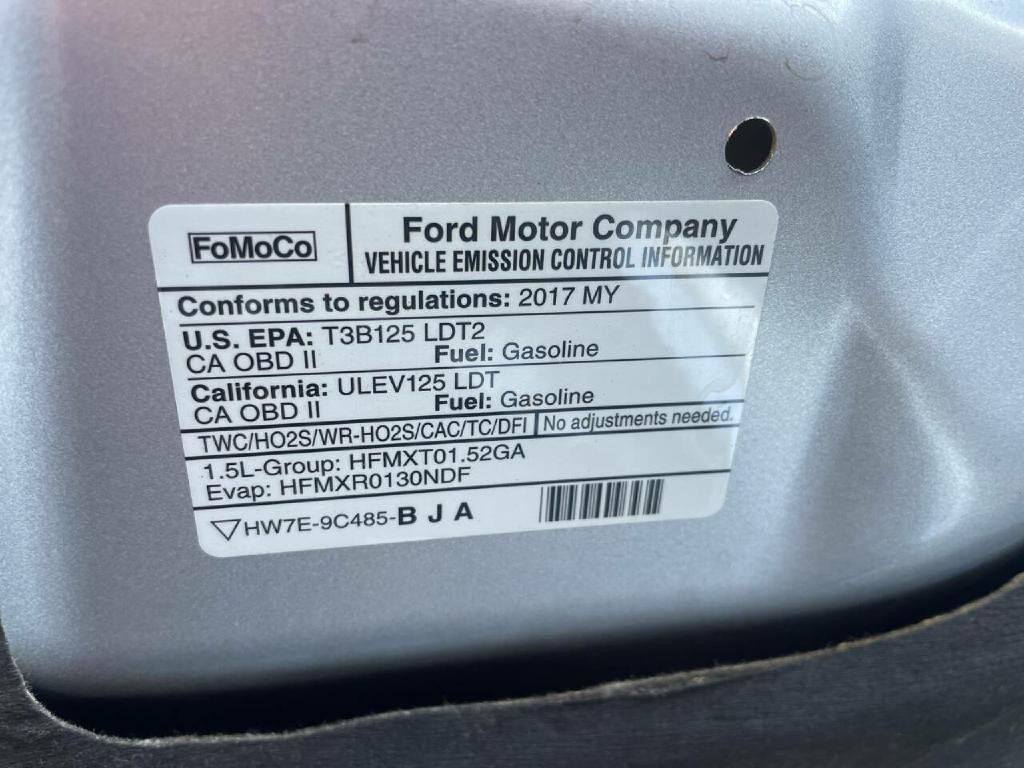 FoMoCo
Ford Motor Company
VEHICLE EMISSION CONTROL INFORMATION
Conforms to regulations: 2017 MY
U.S. EPA: T3B125 LDT2
CA OBD II Fuel: Gasoline
California: ULEV125 LDT
CA OBD II Fuel: Gasoline
TWC/HO2S/WR-HO2S/CAC/TC/DFI No adjustments needed.
1.5L-Group: HFMXT01.52GA
Evap: HFMXR0130NDF
HW7E-9C485-B J A